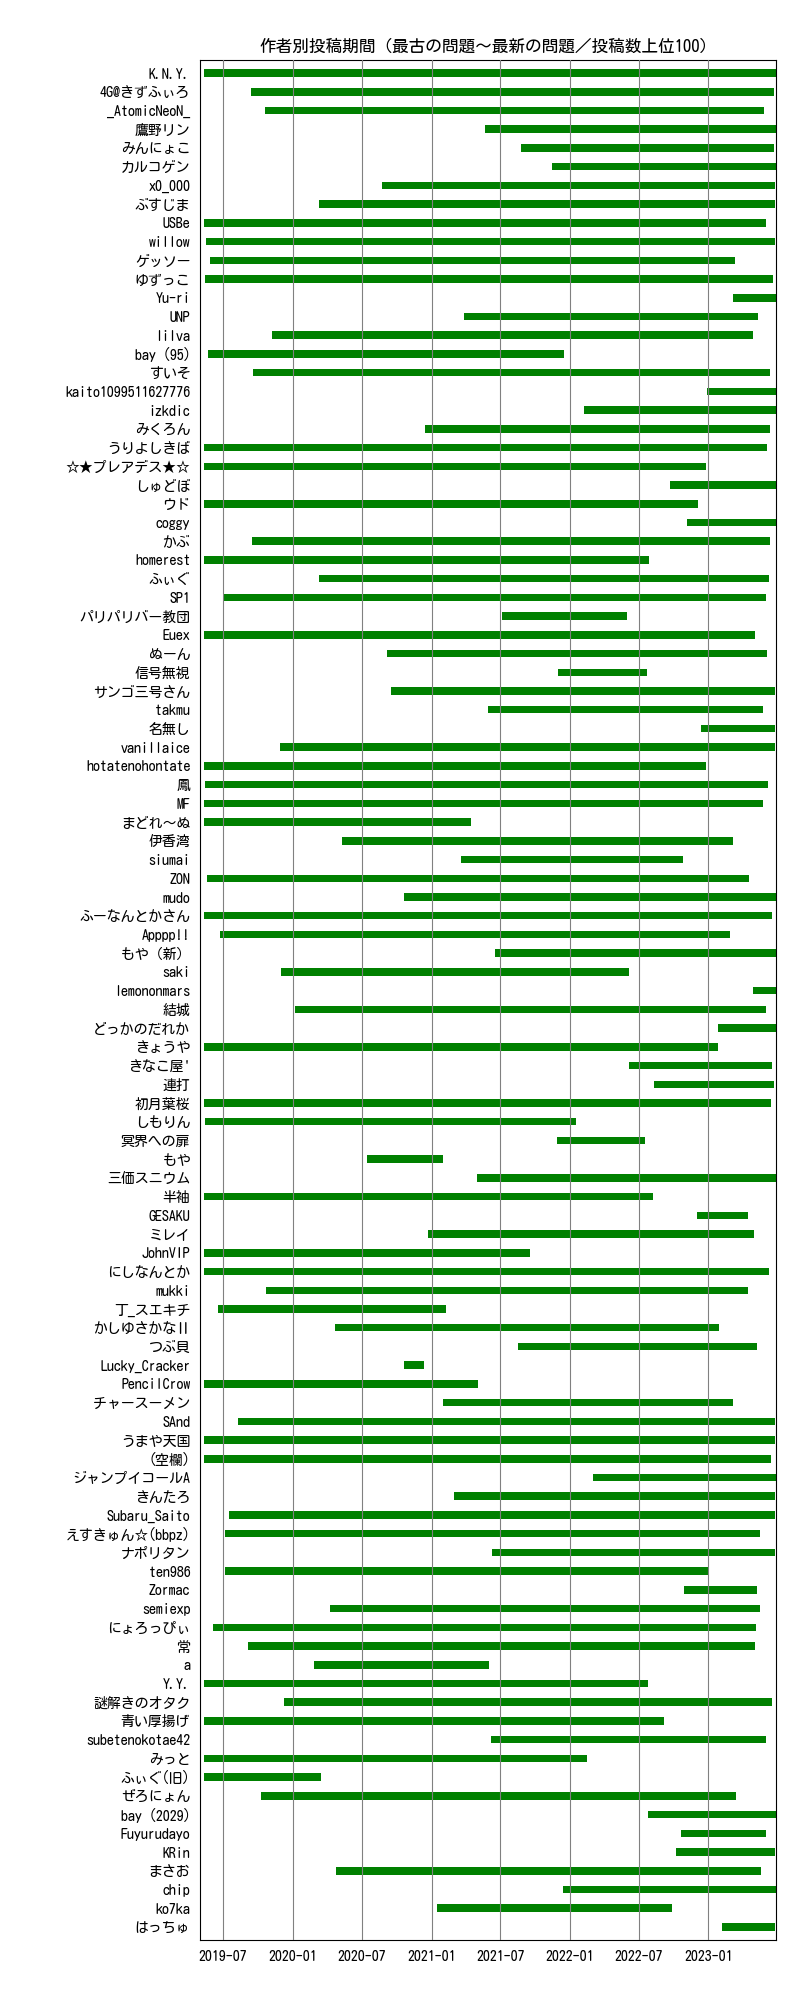 作者別投稿期間（最古の問題～最新の問題／投稿数上位100）
K.N.Y.
4G@きずふぃろ
_AtomicNeoN_
鷹野リン
みんにょこ
カルコゲン
x0_000
ぶすじま
USBe
willow
ゲッソー
ゆずっこ
Yu-ri
UNP
lilva
bay (95)
すいそ
kaito1099511627776
izkdic
みくろん
うりよしきば
☆★プレアデス★☆
しゅどぼ
ウド
coggy
かぶ
homerest
ふぃぐ
SP1
パリパリバー教団
Euex
ぬーん
信号無視
サンゴ三号さん
takmu
名無し
vanillaice
hotatenohontate
鳳
MF
まどれ～ぬ
伊香湾
siumai
ZON
mudo
ふーなんとかさん
Appppll
もや（新）
saki
lemononmars
結城
どっかのだれか
きょうや
きなこ屋'
連打
初月葉桜
しもりん
冥界への扉
もや
三価スニウム
半袖
GESAKU
ミレイ
JohnVIP
にしなんとか
mukki
丁_スエキチ
かしゆさかなⅡ
つぶ貝
Lucky_Cracker
PencilCrow
チャースーメン
SAnd
うまや天国
(空欄)
ジャンプイコールA
きんたろ
Subaru_Saito
えすきゅん☆(bbpz)
ナポリタン
ten986
Zormac
semiexp
にょろっぴぃ
常
a
Y.Y.
謎解きのオタク
青い厚揚げ
subetenokotae42
みっと
ふぃぐ(旧)
ぜろにょん
bay (2029)
Fuyurudayo
KRin
まさお
chip
ko7ka
はっちゅ
2019-07 2020-01 2020-07 2021-01 2021-07 2022-01 2022-07 2023-01